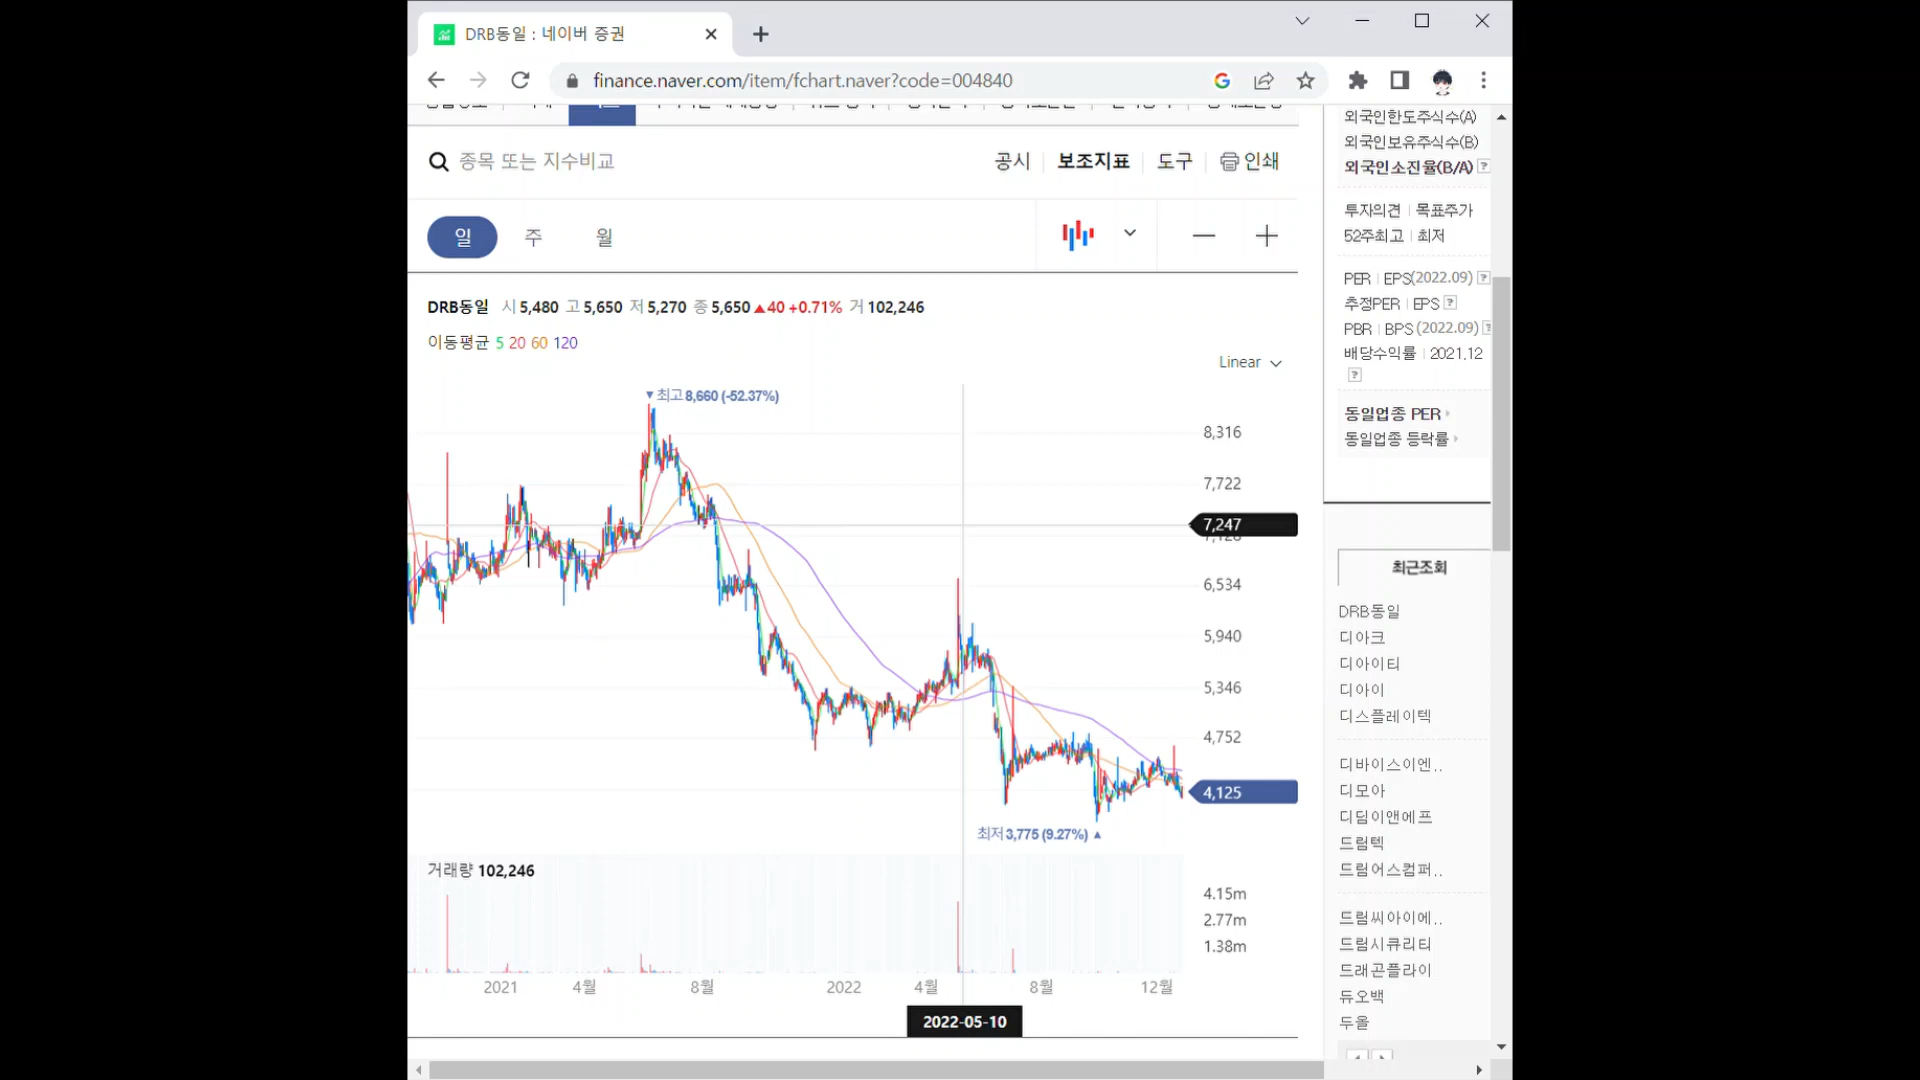 DRB동일 : 네이버 증권
finance.naver.com/item/fchart.naver?code=004840
종목 또는 지수비교
공시
보조지표
도구
인쇄
일
주
월
DRB동일 시 5,480 고 5,650 저 5,270 종 5,650 ▲40 +0.71% 거 102,246
이동평균 5 20 60 120
Linear
▼최고 8,660 (-52.37%)
8,316
7,722
7,247
6,534
5,940
5,346
4,752
4,125
최저 3,775 (9.27%) ▲
거래량 102,246
4.15m
2.77m
1.38m
2021
4월
8월
2022
4월
8월
12월
2022-05-10
외국인한도주식수(A)
외국인보유주식수(B)
외국인소진율(B/A) ?
투자의견 | 목표주가
52주최고 | 최저
PER | EPS(2022.09) ?
추정PER | EPS ?
PBR | BPS (2022.09) ?
배당수익률 | 2021.12
?
동일업종 PER
동일업종 등락률
최근조회
DRB동일
디아크
디아이티
디아이
디스플레이텍
디바이스이엔..
디모아
디딤이앤에프
드림텍
드림어스컴퍼..
드림씨아이에..
드림시큐리티
드래곤플라이
듀오백
두올